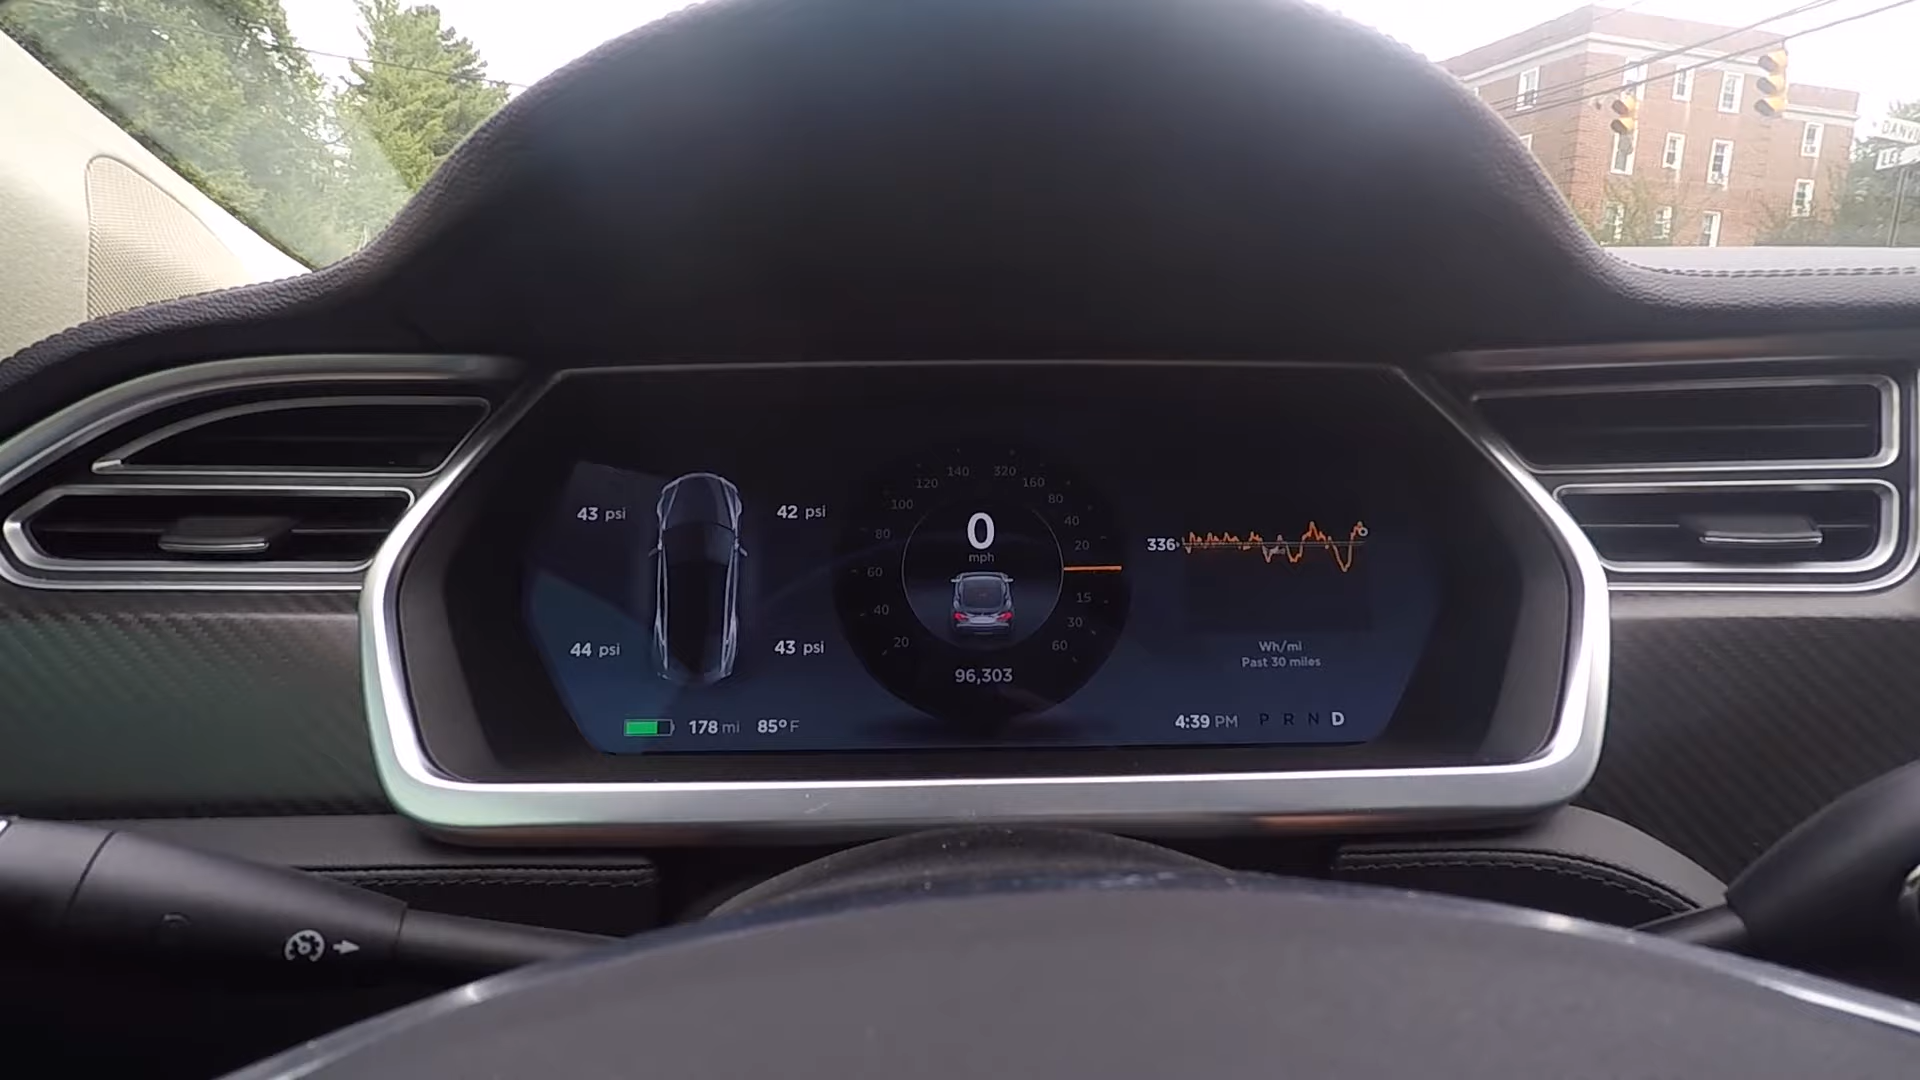 DANV
LE
140
320
120
160
100
80
80
40
60
20
40
15
20
30
60
43 psi
42 psi
44 psi
43 psi
0
mph
96,303
336
Wh/mi
Past 30 miles
178 mi
85°F
4:39 PM
P R N D